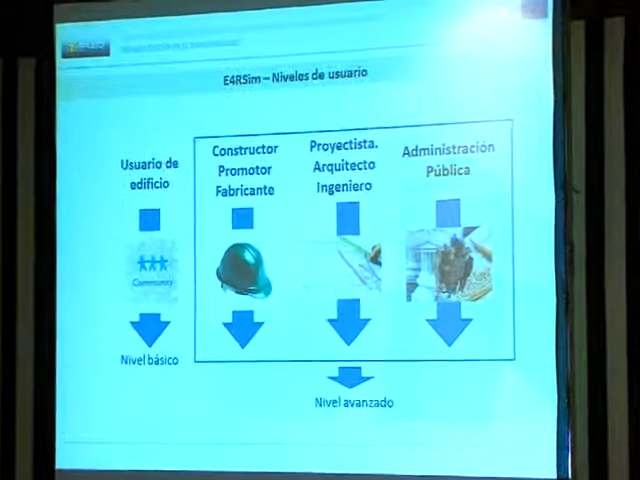 E4RSim – Niveles de usuario
Usuario de
edificio
Constructor
Promotor
Fabricante
Proyectista.
Arquitecto
Ingeniero
Administración
Pública
Community
Nivel básico
Nivel avanzado